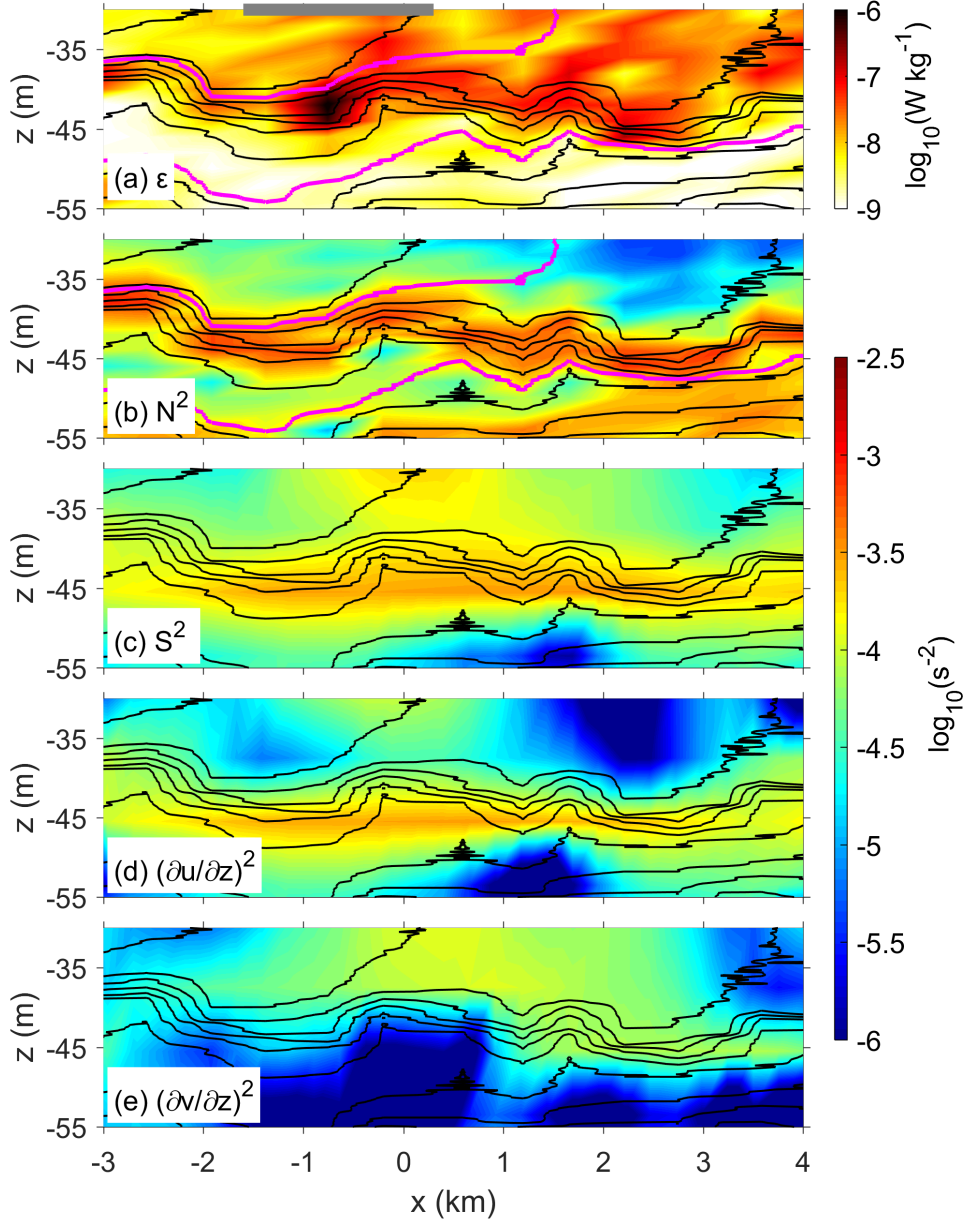 -35
-45
-55
z (m)
(a) ε
-6
-7
-8
-9
log10(W kg-1)
-35
-45
-55
z (m)
(b) N2
-35
-45
-55
z (m)
(c) S2
-35
-45
-55
z (m)
(d) (∂u/∂z)2
-35
-45
-55
z (m)
(e) (∂v/∂z)2
-2.5
-3
-3.5
-4
-4.5
-5
-5.5
-6
log10(s-2)
-3 -2 -1 0 1 2 3 4
x (km)